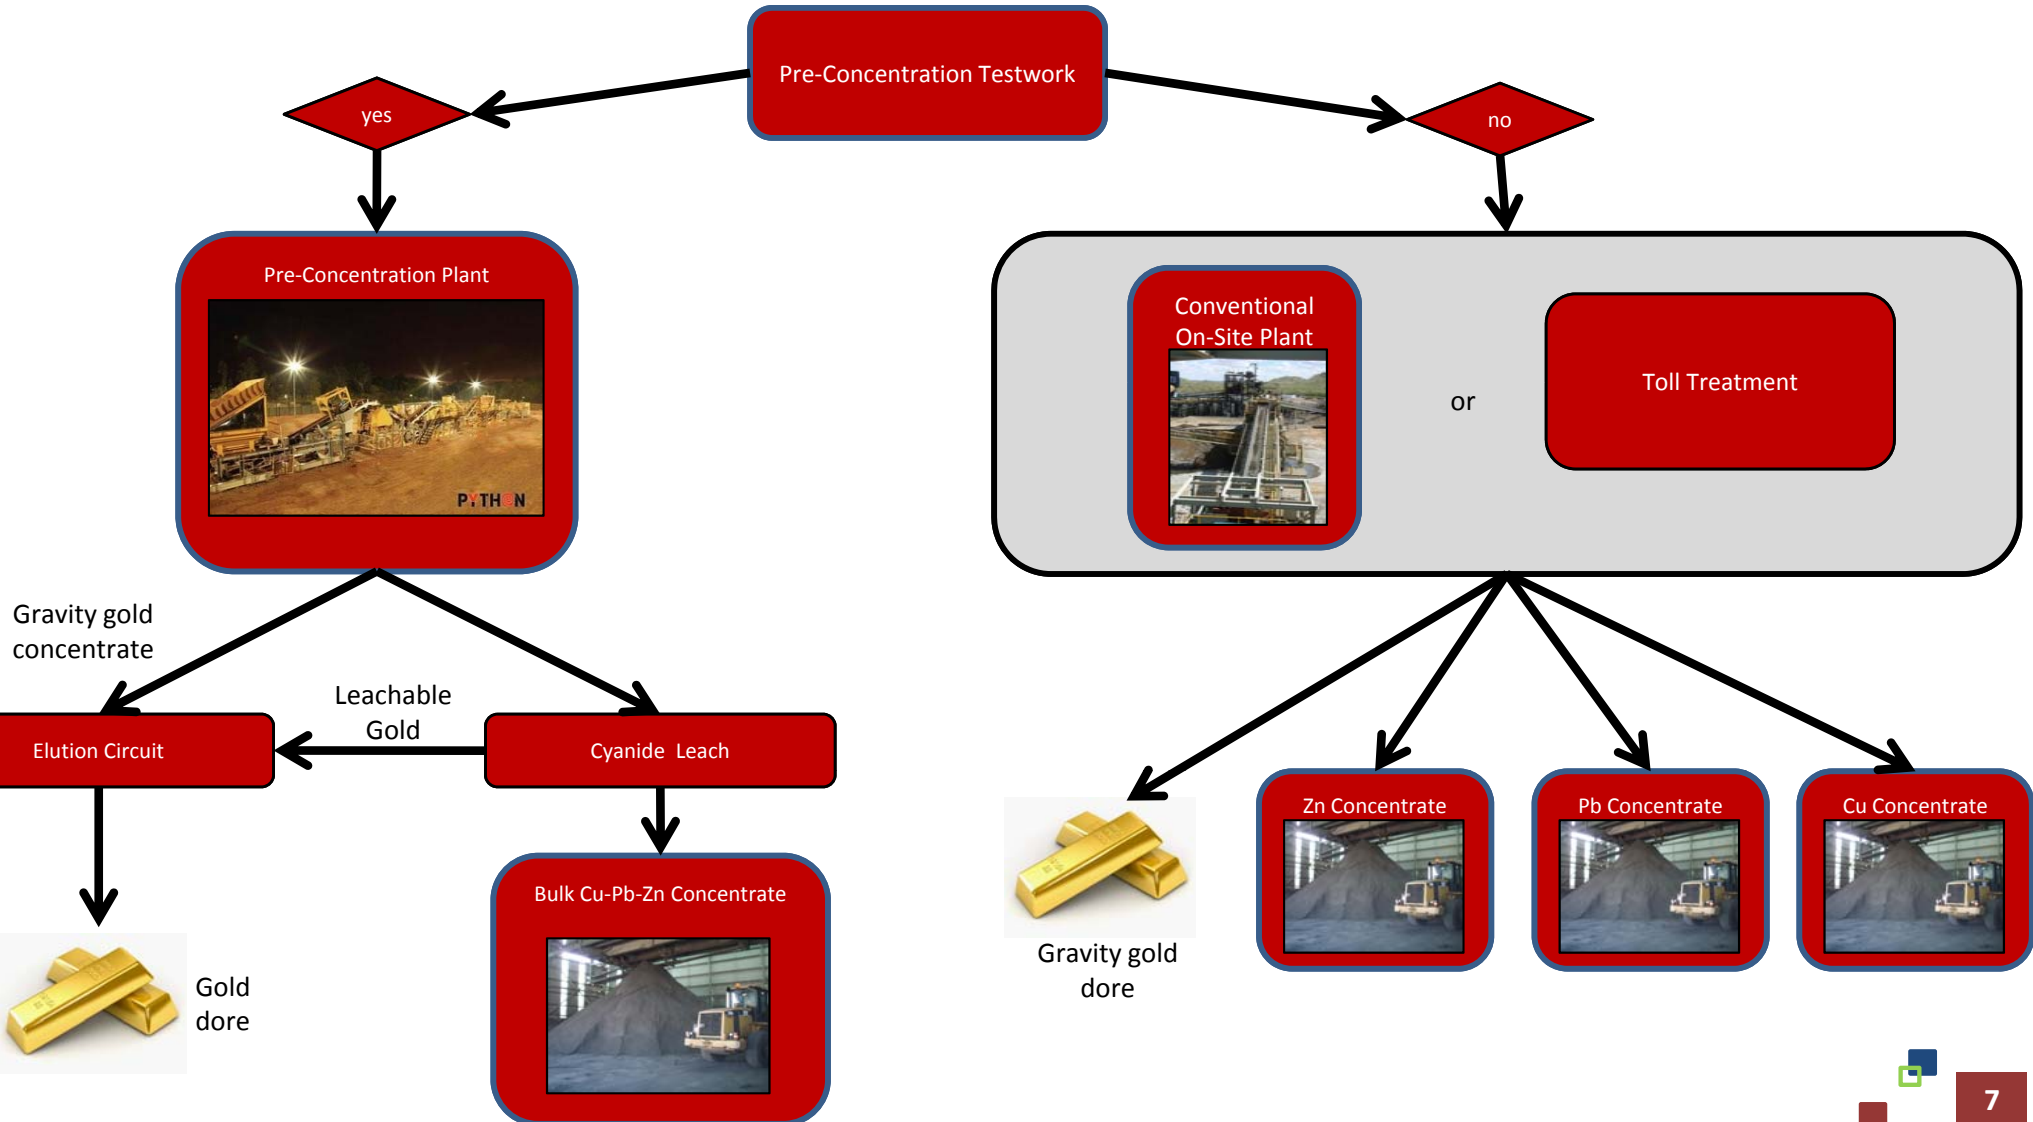 Pre-Concentration Testwork
yes
no
Pre-Concentration Plant
PYTHON
Conventional
On-Site Plant
or
Toll Treatment
Gravity gold
concentrate
Leachable
Gold
Elution Circuit
Cyanide Leach
Zn Concentrate
Pb Concentrate
Cu Concentrate
Bulk Cu-Pb-Zn Concentrate
Gravity gold
dore
Gold
dore
7